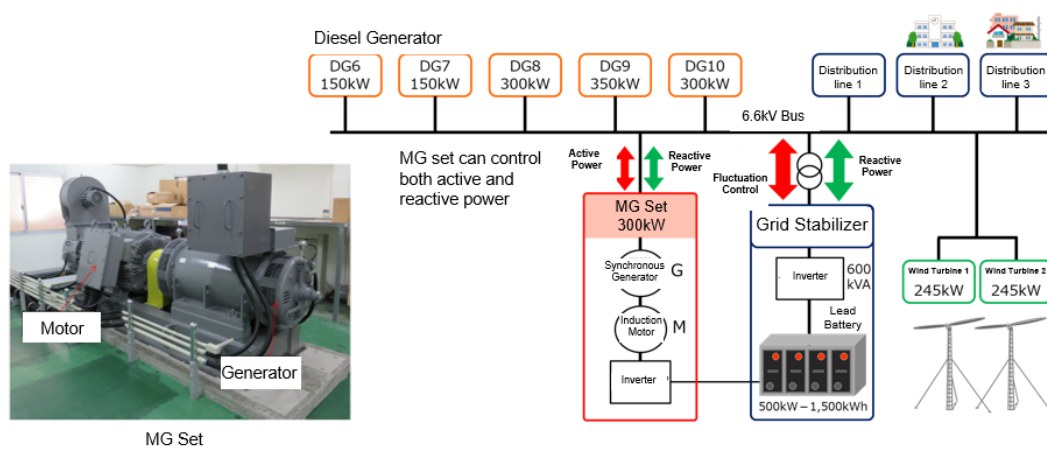 Diesel Generator
DG6
150kW
DG7
150kW
DG8
300kW
DG9
350kW
DG10
300kW
Distribution
line 1
Distribution
line 2
Distribution
line 3
6.6kV Bus
MG set can control
both active and
reactive power
Active
Power
Reactive
Power
Fluctuation
Control
Reactive
Power
MG Set
300kW
Synchronous
Generator
G
Induction
Motor
M
Inverter
Grid Stabilizer
Inverter
600
kVA
Lead
Battery
500kW－1,500kWh
Wind Turbine 1
245kW
Wind Turbine 2
245kW
Motor
Generator
MG Set